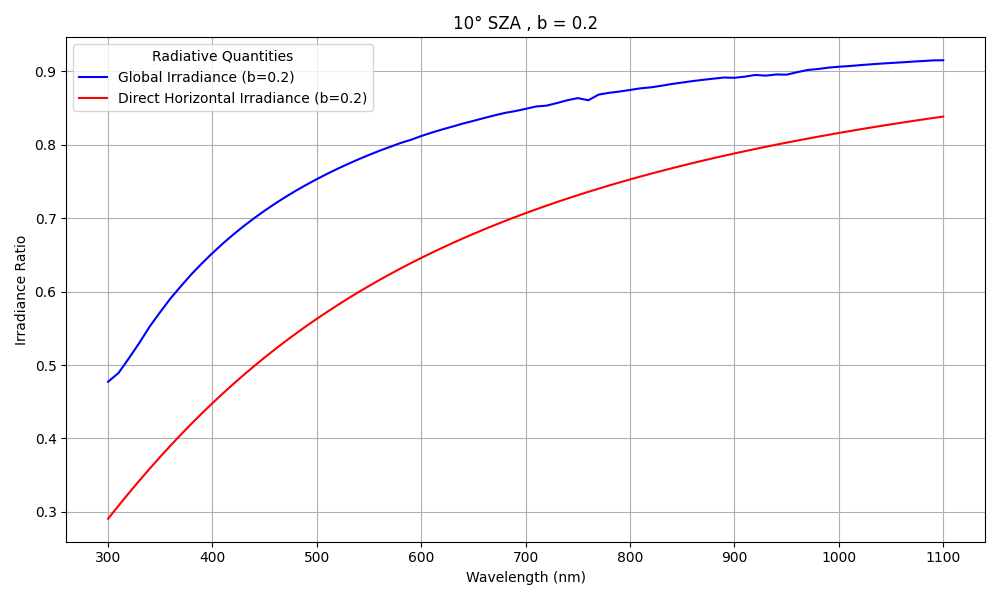 10° SZA , b = 0.2
Radiative Quantities
Global Irradiance (b=0.2)
Direct Horizontal Irradiance (b=0.2)
Irradiance Ratio
0.9
0.8
0.7
0.6
0.5
0.4
0.3
300 400 500 600 700 800 900 1000 1100
Wavelength (nm)